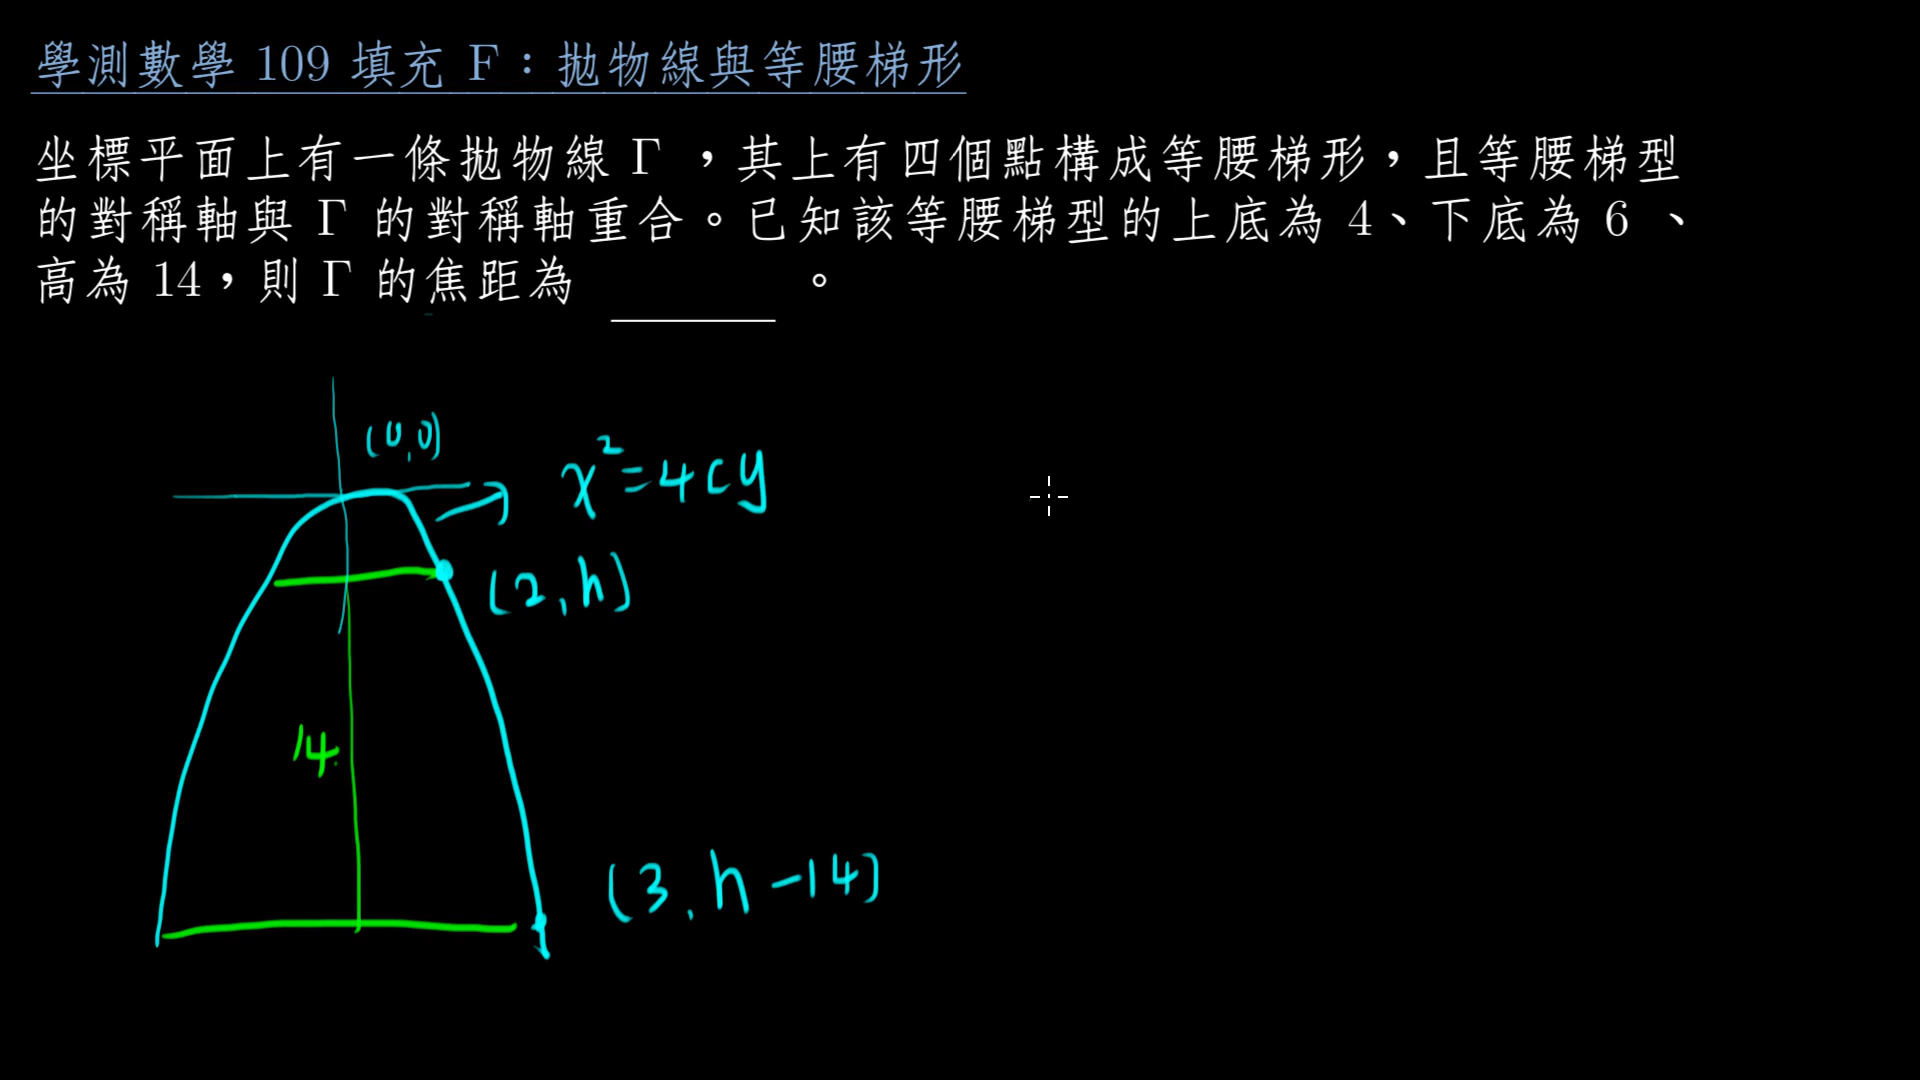 學測數學 109 填充 F：拋物線與等腰梯形
坐標平面上有一條拋物線 Γ ，其上有四個點構成等腰梯形，且等腰梯型
的對稱軸與 Γ 的對稱軸重合。已知該等腰梯型的上底為 4、下底為 6 、
高為 14，則 Γ 的焦距為 ______ 。
(0,0)
x²=4cy
(2,h)
14
(3,h-14)